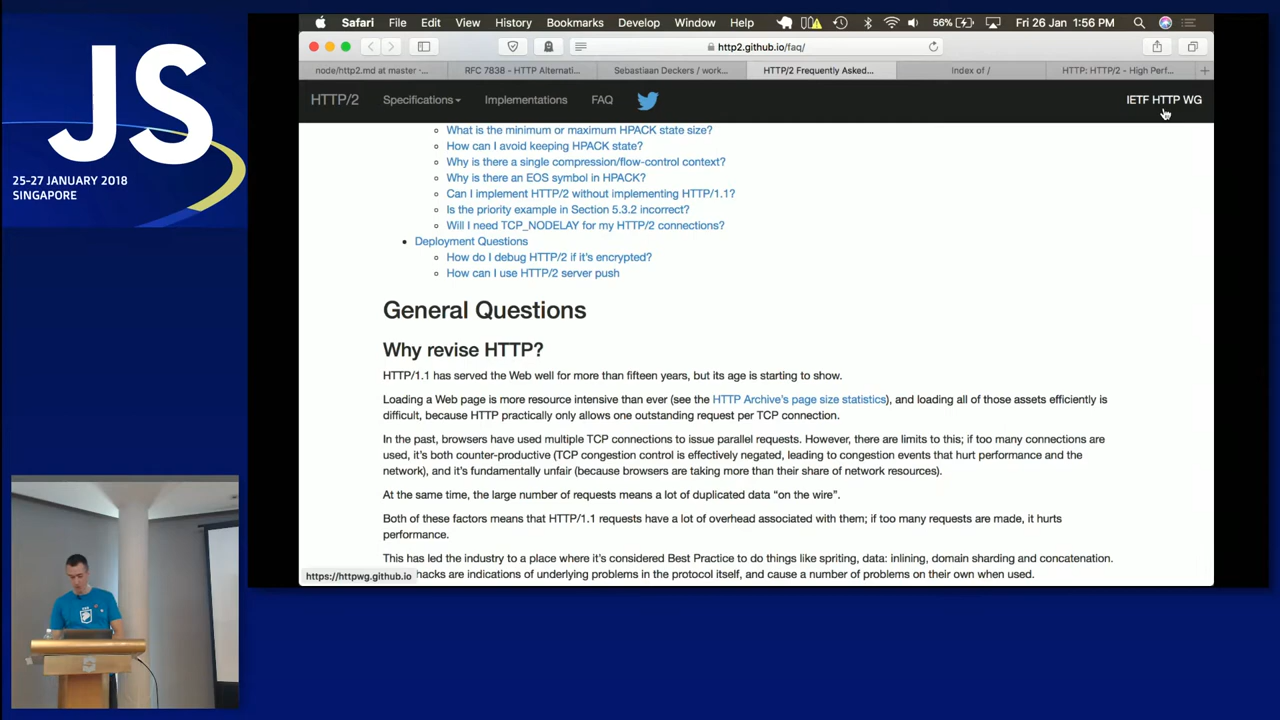 JS
25-27 JANUARY 2018
SINGAPORE
Safari File Edit View History Bookmarks Develop Window Help 56% Fri 26 Jan 1:56 PM
http2.github.io/faq/
node/http2.md at master -... RFC 7838 - HTTP Alternati... Sebastiaan Deckers / work... HTTP/2 Frequently Asked... Index of / HTTP: HTTP/2 - High Perf...
HTTP/2 Specifications Implementations FAQ IETF HTTP WG
What is the minimum or maximum HPACK state size?
How can I avoid keeping HPACK state?
Why is there a single compression/flow-control context?
Why is there an EOS symbol in HPACK?
Can I implement HTTP/2 without implementing HTTP/1.1?
Is the priority example in Section 5.3.2 incorrect?
Will I need TCP_NODELAY for my HTTP/2 connections?
Deployment Questions
How do I debug HTTP/2 if it's encrypted?
How can I use HTTP/2 server push
General Questions
Why revise HTTP?
HTTP/1.1 has served the Web well for more than fifteen years, but its age is starting to show.
Loading a Web page is more resource intensive than ever (see the HTTP Archive's page size statistics), and loading all of those assets efficiently is
difficult, because HTTP practically only allows one outstanding request per TCP connection.
In the past, browsers have used multiple TCP connections to issue parallel requests. However, there are limits to this; if too many connections are
used, it's both counter-productive (TCP congestion control is effectively negated, leading to congestion events that hurt performance and the
network), and it's fundamentally unfair (because browsers are taking more than their share of network resources).
At the same time, the large number of requests means a lot of duplicated data “on the wire”.
Both of these factors means that HTTP/1.1 requests have a lot of overhead associated with them; if too many requests are made, it hurts
performance.
This has led the industry to a place where it's considered Best Practice to do things like spriting, data: inlining, domain sharding and concatenation.
hacks are indications of underlying problems in the protocol itself, and cause a number of problems on their own when used.
https://httpwg.github.io